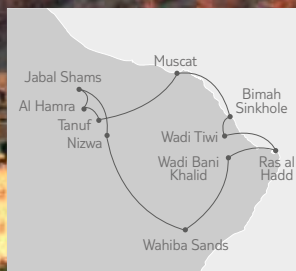 Muscat
Jabal Shams
Bimah
Sinkhole
Al Hamra
Tanuf
Nizwa
Wadi Tiwi
Wadi Bani
Khalid
Ras al
Hadd
Wahiba Sands